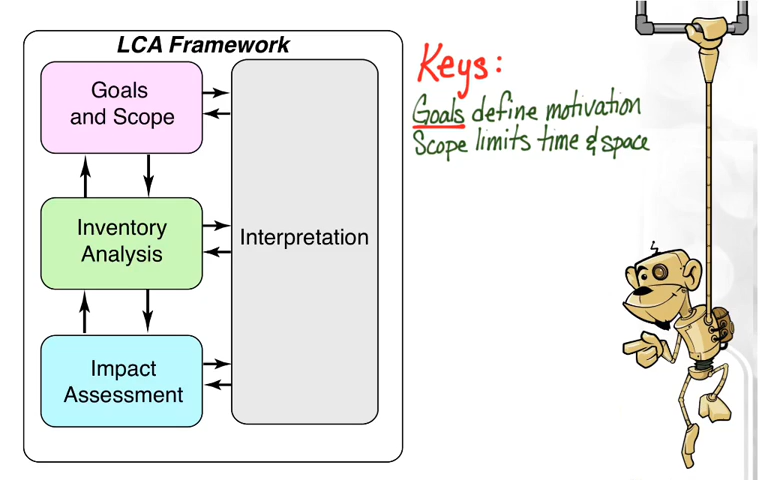 LCA Framework
Goals
and Scope
Inventory
Analysis
Impact
Assessment
Interpretation
Keys:
Goals define motivation
Scope limits time & space